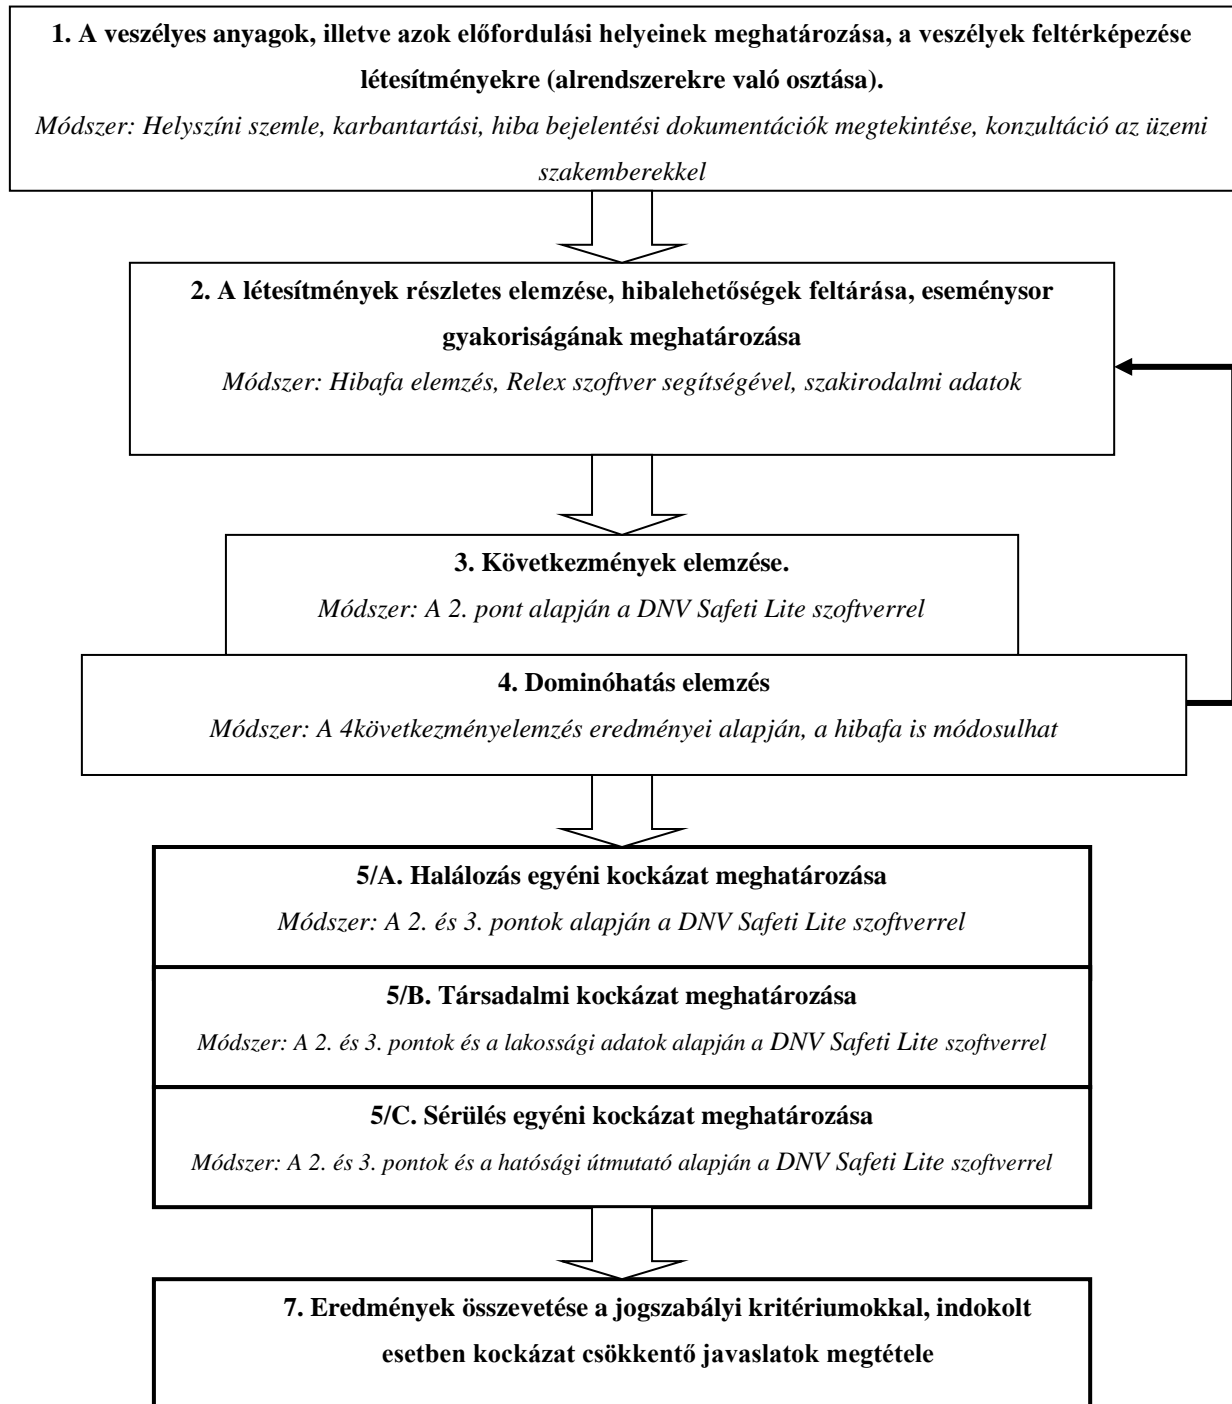 1. A veszélyes anyagok, illetve azok előfordulási helyeinek meghatározása, a veszélyek feltérképezése
létesítményekre (alrendszerekre való osztása).
Módszer: Helyszíni szemle, karbantartási, hiba bejelentési dokumentációk megtekintése, konzultáció az üzemi
szakemberekkel
2. A létesítmények részletes elemzése, hibalehetőségek feltárása, eseménysor
gyakoriságának meghatározása
Módszer: Hibafa elemzés, Relex szoftver segítségével, szakirodalmi adatok
3. Következmények elemzése.
Módszer: A 2. pont alapján a DNV Safeti Lite szoftverrel
4. Dominóhatás elemzés
Módszer: A 4következményelemzés eredményei alapján, a hibafa is módosulhat
5/A. Halálozás egyéni kockázat meghatározása
Módszer: A 2. és 3. pontok alapján a DNV Safeti Lite szoftverrel
5/B. Társadalmi kockázat meghatározása
Módszer: A 2. és 3. pontok és a lakossági adatok alapján a DNV Safeti Lite szoftverrel
5/C. Sérülés egyéni kockázat meghatározása
Módszer: A 2. és 3. pontok és a hatósági útmutató alapján a DNV Safeti Lite szoftverrel
7. Eredmények összevetése a jogszabályi kritériumokkal, indokolt
esetben kockázat csökkentő javaslatok megtétele